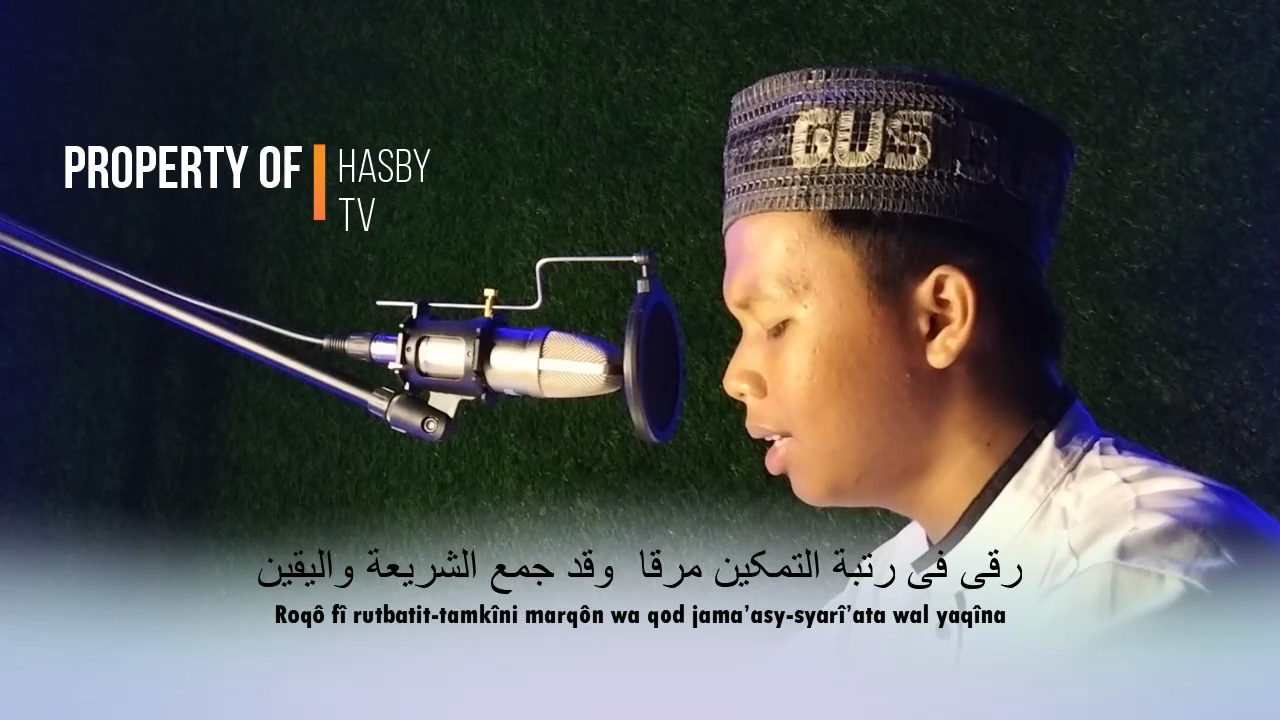 PROPERTY OF
HASBY
TV
GUS
رقى فى رتبة التمكين مرقا  وقد جمع الشريعة واليقين
Roqô fî rutbatit-tamkîni marqôn wa qod jama’asy-syarî’ata wal yaqîna